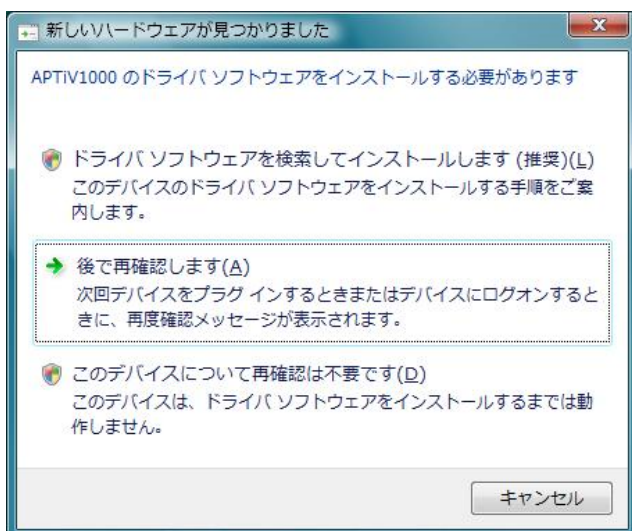 新しいハードウェアが見つかりました
APTiV1000 のドライバ ソフトウェアをインストールする必要があります
ドライバ ソフトウェアを検索してインストールします (推奨)(L)
このデバイスのドライバ ソフトウェアをインストールする手順をご案
内します。
後で再確認します(A)
次回デバイスをプラグ インするときまたはデバイスにログオンすると
きに、再度確認メッセージが表示されます。
このデバイスについて再確認は不要です(D)
このデバイスは、ドライバ ソフトウェアをインストールするまでは動
作しません。
キャンセル